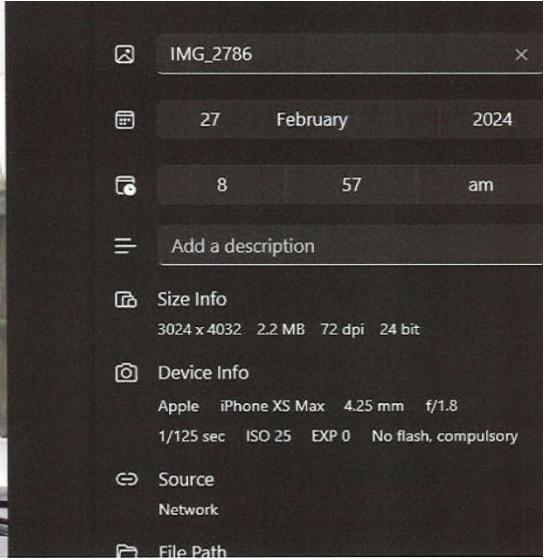 IMG_2786
27 February 2024
8 57 am
Add a description
Size Info
3024 x 4032 2.2 MB 72 dpi 24 bit
Device Info
Apple iPhone XS Max 4.25 mm f/1.8
1/125 sec ISO 25 EXP 0 No flash, compulsory
Source
Network
File Path